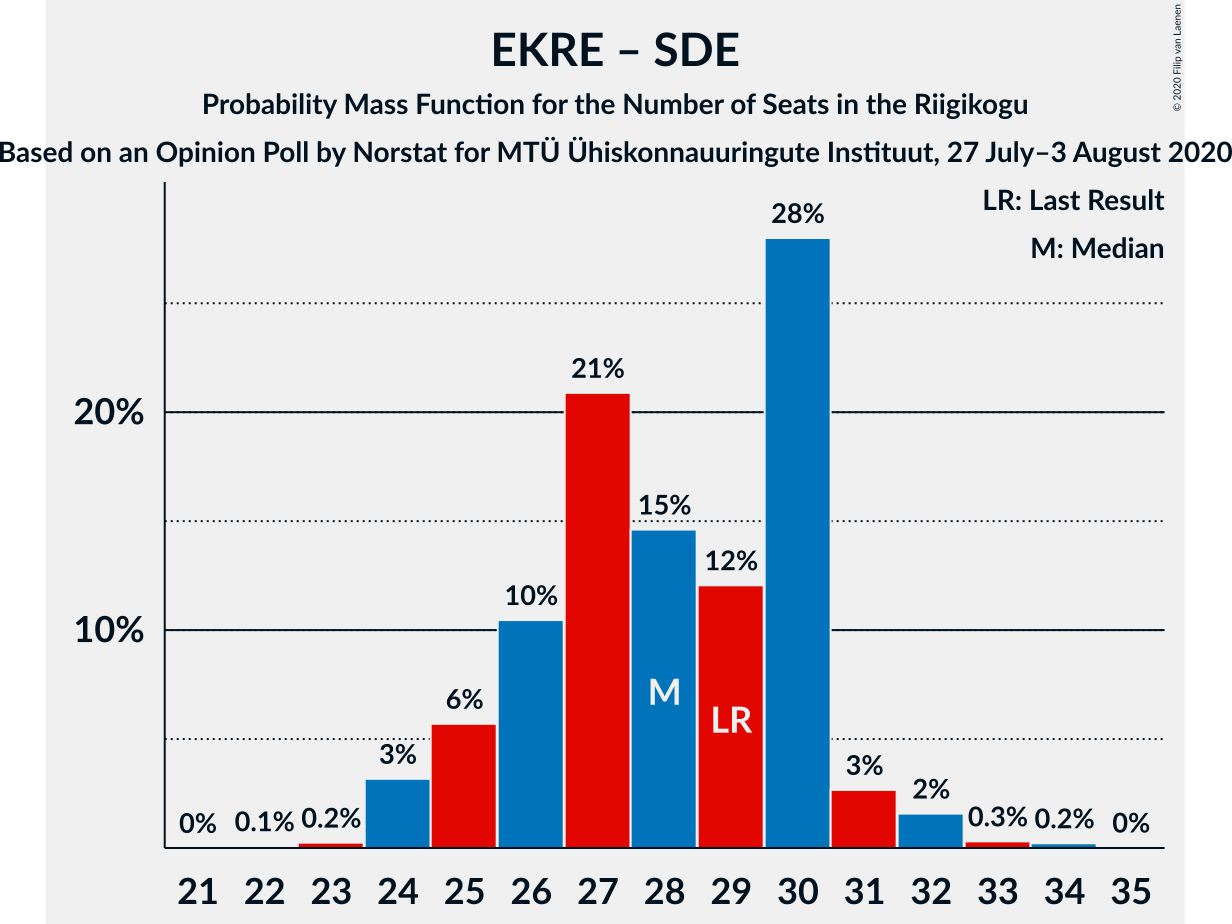 EKRE – SDE
Probability Mass Function for the Number of Seats in the Riigikogu
Based on an Opinion Poll by Norstat for MTÜ Ühiskonnauuringute Instituut, 27 July–3 August 2020
© 2020 Filip van Laenen
LR: Last Result
M: Median
28%
21%
20%
15%
12%
10%
10%
M
6%
LR
3%
3%
2%
0% 0.1% 0.2% 0.3% 0.2% 0%
21 22 23 24 25 26 27 28 29 30 31 32 33 34 35